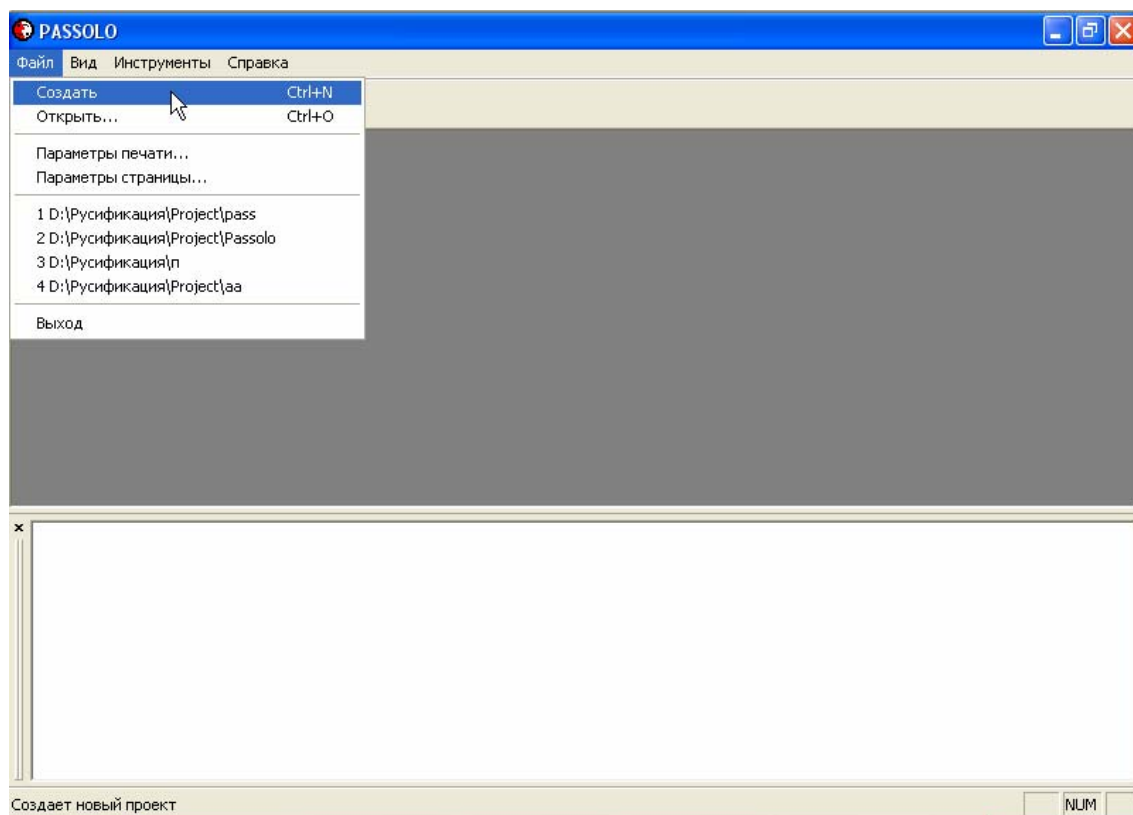 PASSOLO
Файл Вид Инструменты Справка
Создать Ctrl+N
Открыть... Ctrl+O
Параметры печати...
Параметры страницы...
1 D:\Русификация\Project\pass
2 D:\Русификация\Project\Passolo
3 D:\Русификация\п
4 D:\Русификация\Project\aa
Выход
Создает новый проект NUM